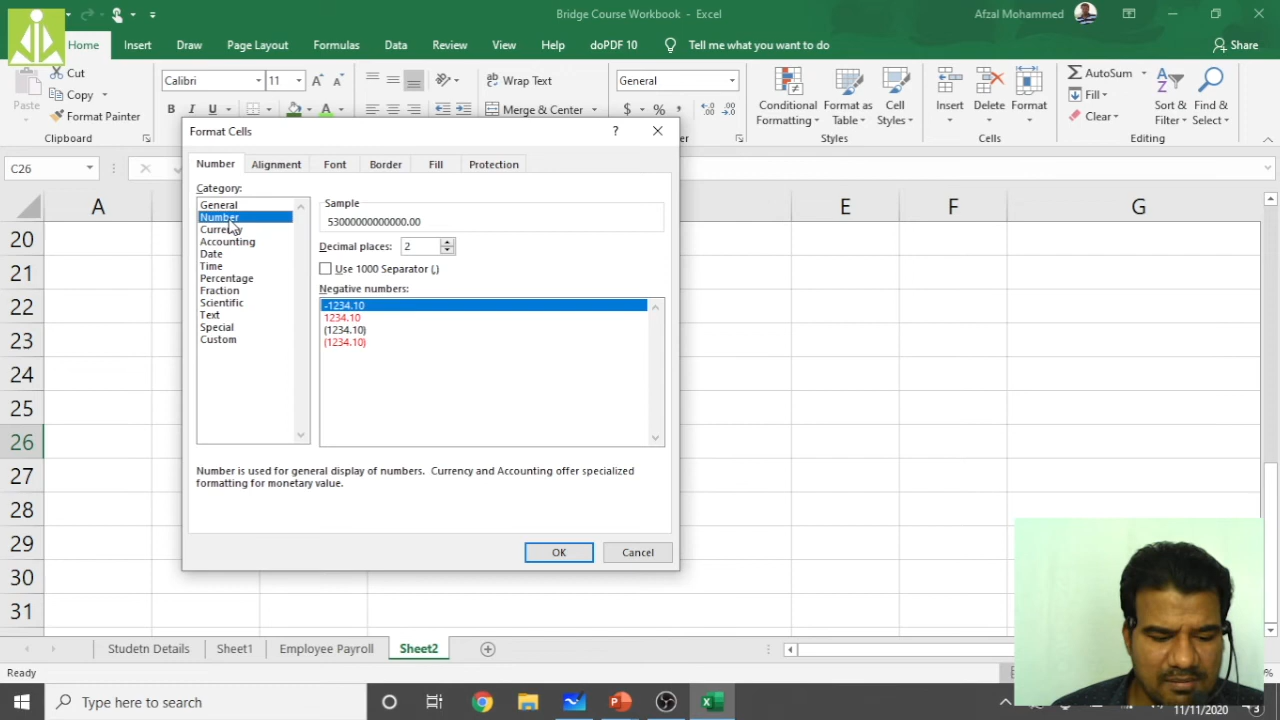 Bridge Course Workbook - Excel
Afzal Mohammed
Home Insert Draw Page Layout Formulas Data Review View Help doPDF 10 Tell me what you want to do Share
Paste
Cut
Copy
Format Painter
Clipboard
Calibri 11
B I U
Wrap Text
Merge & Center
General
$ % ,
Conditional Formatting
Format as Table
Cell Styles
Styles
Insert Delete Format
Cells
AutoSum
Fill
Clear
Sort & Filter
Find & Select
Editing
C26
A E F G
20
21
22
23
24
25
26
27
28
29
30
31
Format Cells ?
Number Alignment Font Border Fill Protection
Category:
General
Number
Currency
Accounting
Date
Time
Percentage
Fraction
Scientific
Text
Special
Custom
Sample
53000000000000.00
Decimal places: 2
Use 1000 Separator (,)
Negative numbers:
-1234.10
1234.10
(1234.10)
(1234.10)
Number is used for general display of numbers. Currency and Accounting offer specialized
formatting for monetary value.
OK Cancel
Studetn Details Sheet1 Employee Payroll Sheet2
Ready
%
Type here to search
11/11/2020
3